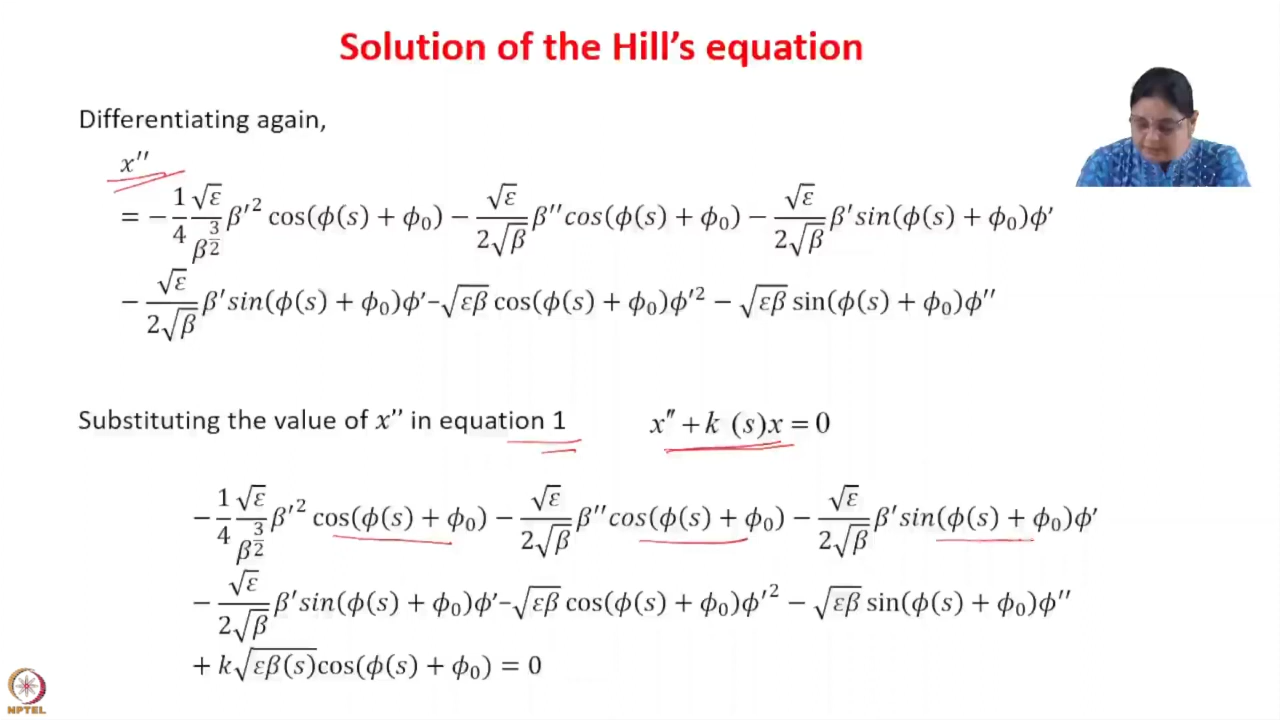 Solution of the Hill's equation
Differentiating again,
x′′
= −1/4 √ε/β^(3/2) β′² cos(ϕ(s) + ϕ₀) − √ε/(2√β) β′′cos(ϕ(s) + ϕ₀) − √ε/(2√β) β′sin(ϕ(s) + ϕ₀)ϕ′
− √ε/(2√β) β′sin(ϕ(s) + ϕ₀)ϕ′–√(εβ) cos(ϕ(s) + ϕ₀)ϕ′² − √(εβ) sin(ϕ(s) + ϕ₀)ϕ′′
Substituting the value of x'' in equation 1 x″ + k (s)x = 0
−1/4 √ε/β^(3/2) β′² cos(ϕ(s) + ϕ₀) − √ε/(2√β) β′′cos(ϕ(s) + ϕ₀) − √ε/(2√β) β′sin(ϕ(s) + ϕ₀)ϕ′
− √ε/(2√β) β′sin(ϕ(s) + ϕ₀)ϕ′–√(εβ) cos(ϕ(s) + ϕ₀)ϕ′² − √(εβ) sin(ϕ(s) + ϕ₀)ϕ′′
+ k√(εβ(s))cos(ϕ(s) + ϕ₀) = 0
NPTEL